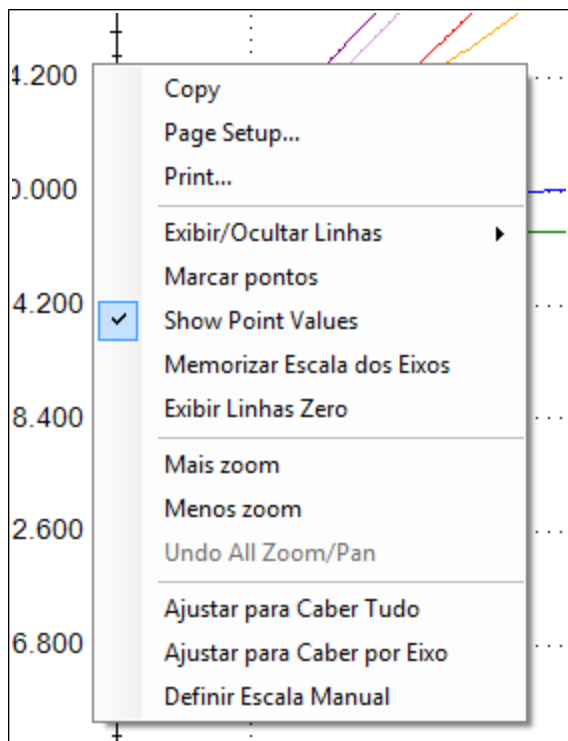 4.200
Copy
Page Setup...
Print...
0.000
Exibir/Ocultar Linhas
Marcar pontos
4.200
Show Point Values
Memorizar Escala dos Eixos
8.400
Exibir Linhas Zero
Mais zoom
Menos zoom
2.600
Undo All Zoom/Pan
Ajustar para Caber Tudo
6.800
Ajustar para Caber por Eixo
Definir Escala Manual